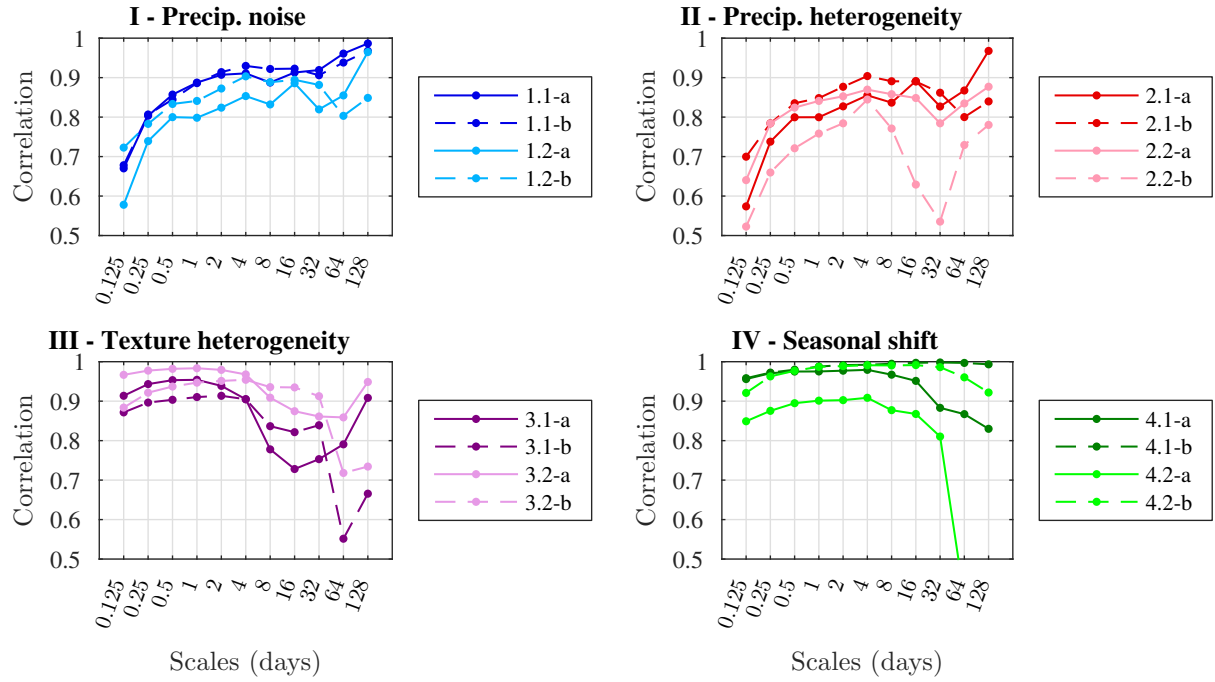 I - Precip. noise
Correlation
1
0.9
0.8
0.7
0.6
0.5
0.125
0.25
0.5
1
2
4
8
16
32
64
128
1.1-a
1.1-b
1.2-a
1.2-b
II - Precip. heterogeneity
Correlation
1
0.9
0.8
0.7
0.6
0.5
0.125
0.25
0.5
1
2
4
8
16
32
64
128
2.1-a
2.1-b
2.2-a
2.2-b
III - Texture heterogeneity
Correlation
1
0.9
0.8
0.7
0.6
0.5
0.125
0.25
0.5
1
2
4
8
16
32
64
128
Scales (days)
3.1-a
3.1-b
3.2-a
3.2-b
IV - Seasonal shift
Correlation
1
0.9
0.8
0.7
0.6
0.5
0.125
0.25
0.5
1
2
4
8
16
32
64
128
Scales (days)
4.1-a
4.1-b
4.2-a
4.2-b